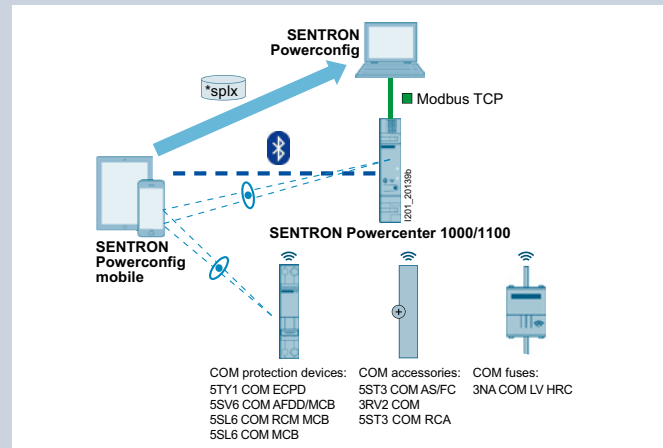 SENTRON
Powerconfig
*splx
Modbus TCP
I201_20139b
SENTRON
Powerconfig
mobile
SENTRON Powercenter 1000/1100
COM protection devices:
5TY1 COM ECPD
5SV6 COM AFDD/MCB
5SL6 COM RCM MCB
5SL6 COM MCB
COM accessories:
5ST3 COM AS/FC
3RV2 COM
5ST3 COM RCA
COM fuses:
3NA COM LV HRC